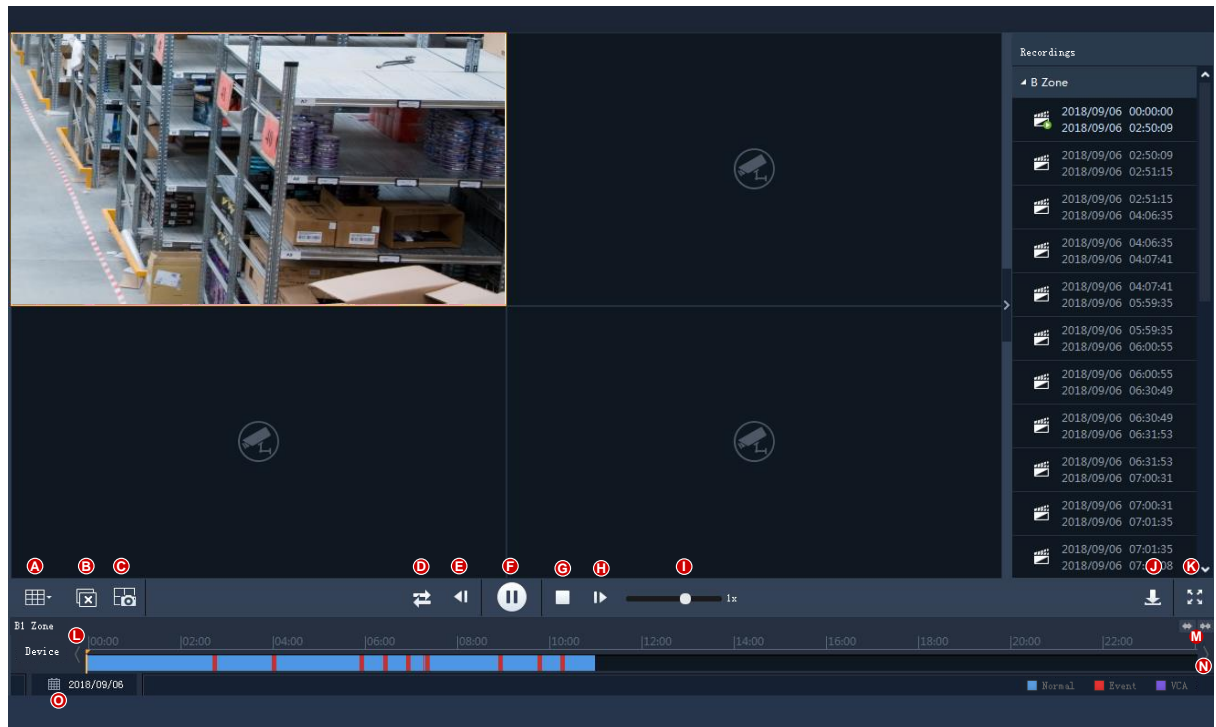 Recordings
B Zone
2018/09/06 00:00:00
2018/09/06 02:50:09
2018/09/06 02:50:09
2018/09/06 02:51:15
2018/09/06 02:51:15
2018/09/06 04:06:35
2018/09/06 04:06:35
2018/09/06 04:07:41
2018/09/06 04:07:41
2018/09/06 05:59:35
2018/09/06 05:59:35
2018/09/06 06:00:55
2018/09/06 06:00:55
2018/09/06 06:30:49
2018/09/06 06:30:49
2018/09/06 06:31:53
2018/09/06 06:31:53
2018/09/06 07:00:31
2018/09/06 07:00:31
2018/09/06 07:01:35
2018/09/06 07:01:35
2018/09/06
A B C D E F G H I J K
1x
B1 Zone
L M
00:00 02:00 04:00 06:00 08:00 10:00 12:00 14:00 16:00 18:00 20:00 22:00
Device
N
2018/09/06
Normal Event VCA
O